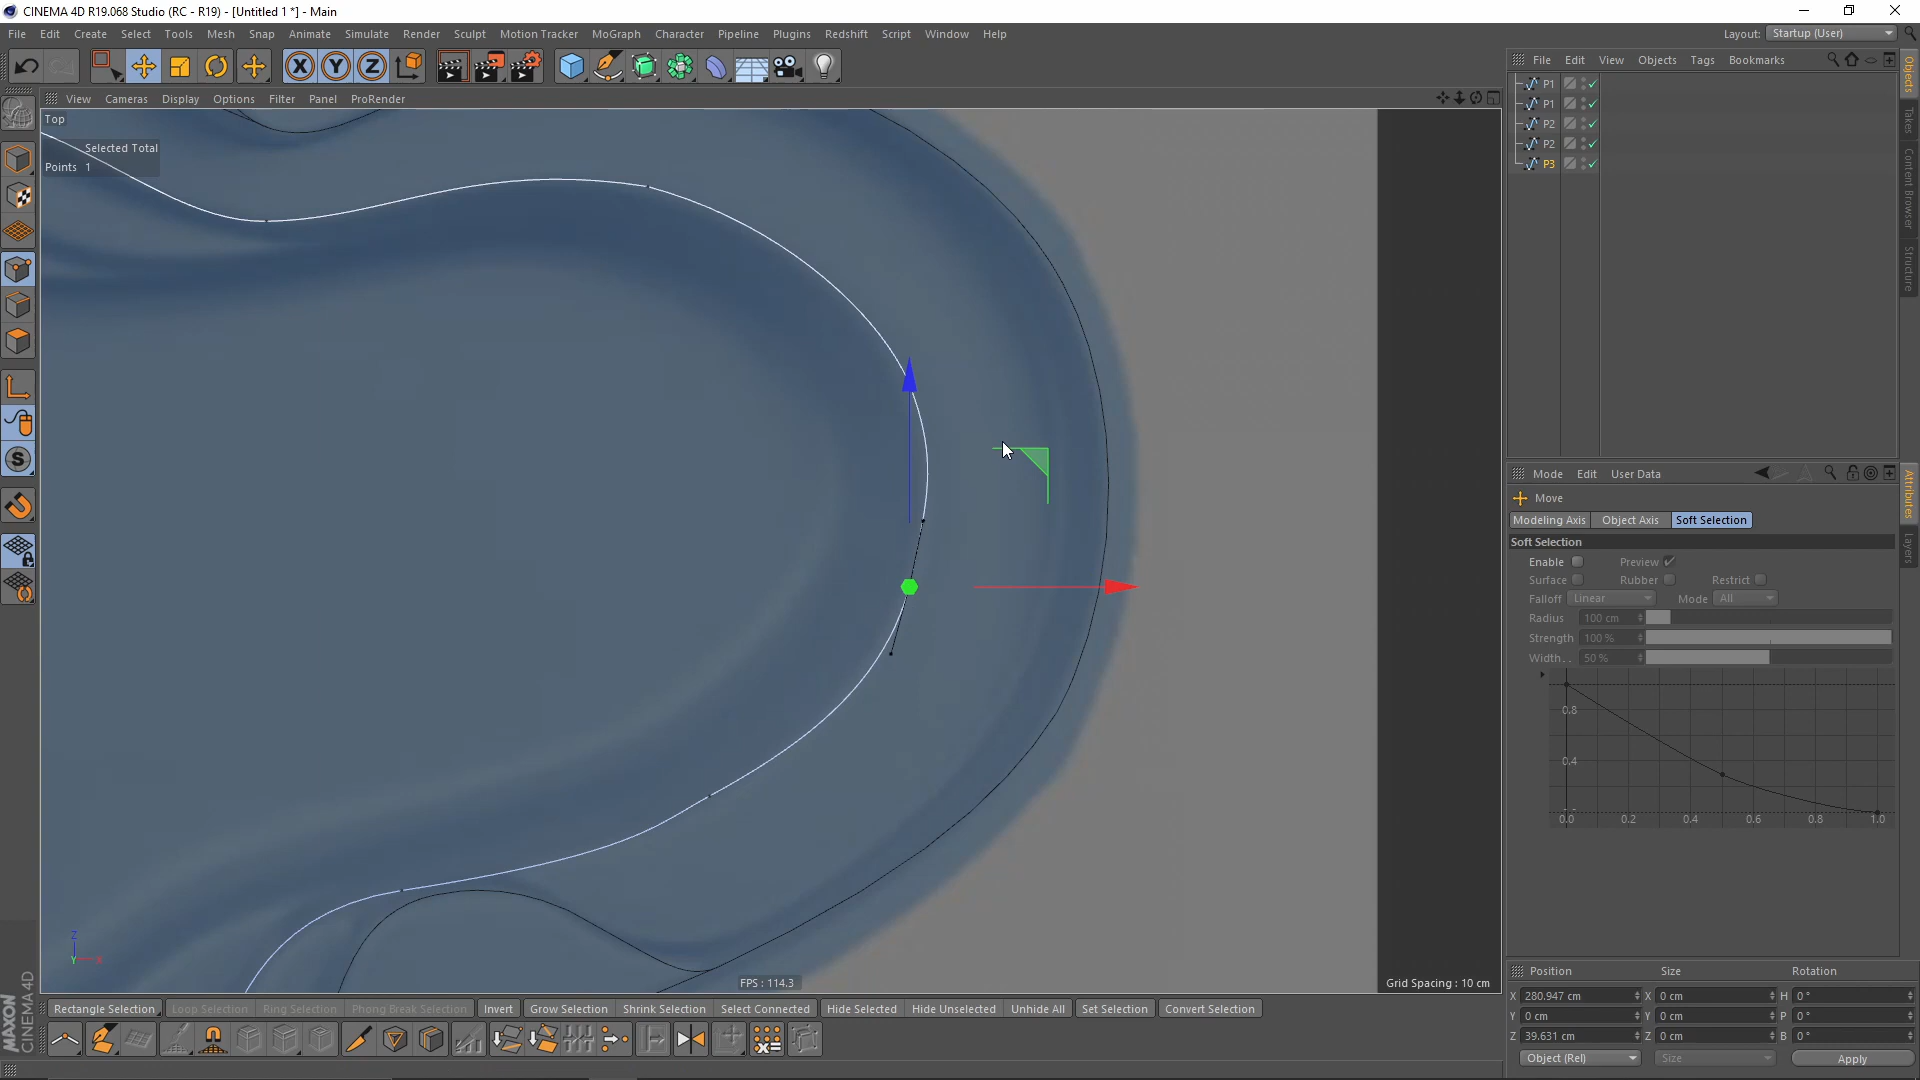 CINEMA 4D R19.068 Studio (RC - R19) - [Untitled 1 *] - Main
File Edit Create Select Tools Mesh Snap Animate Simulate Render Sculpt Motion Tracker MoGraph Character Pipeline Plugins Redshift Script Window Help Layout: Startup (User)
X Y Z
File Edit View Objects Tags Bookmarks
Objects
Takes
Content Browser
Structure
P1
P1
P2
P2
P3
View Cameras Display Options Filter Panel ProRender
Top
Selected Total
Points 1
S
Mode Edit User Data
Attributes
Layers
Move
Modeling Axis Object Axis Soft Selection
Soft Selection
Enable Preview
Surface Rubber Restrict
Falloff Linear Mode All
Radius 100 cm
Strength 100 %
Width.. 50 %
0.8
0.4
0.0 0.2 0.4 0.6 0.8 1.0
Z
Y X
FPS : 114.3
Grid Spacing : 10 cm
Position Size Rotation
X 280.947 cm X 0 cm H 0 °
Y 0 cm Y 0 cm P 0 °
Z 39.631 cm Z 0 cm B 0 °
Object (Rel) Size Apply
Rectangle Selection Loop Selection Ring Selection Phong Break Selection Invert Grow Selection Shrink Selection Select Connected Hide Selected Hide Unselected Unhide All Set Selection Convert Selection
MAXON
CINEMA 4D